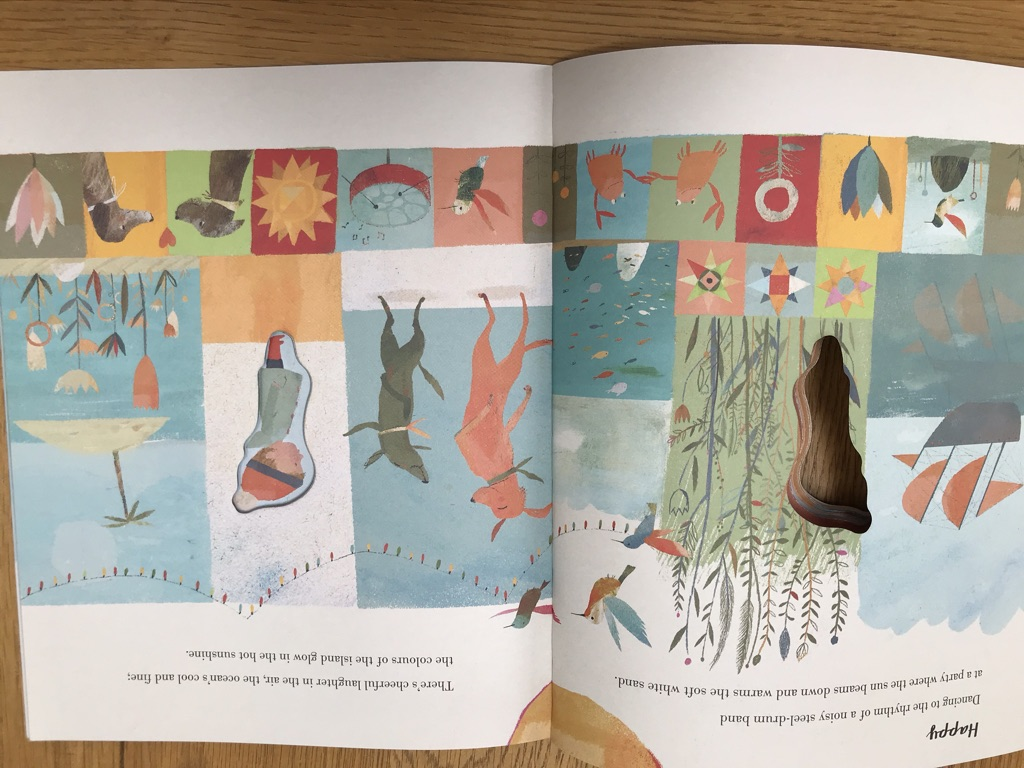 Happy
Dancing to the rhythm of a noisy steel-drum band
at a party where the sun beams down and warms the soft white sand.
There's cheerful laughter in the air, the ocean's cool and fine;
the colours of the island glow in the hot sunshine.